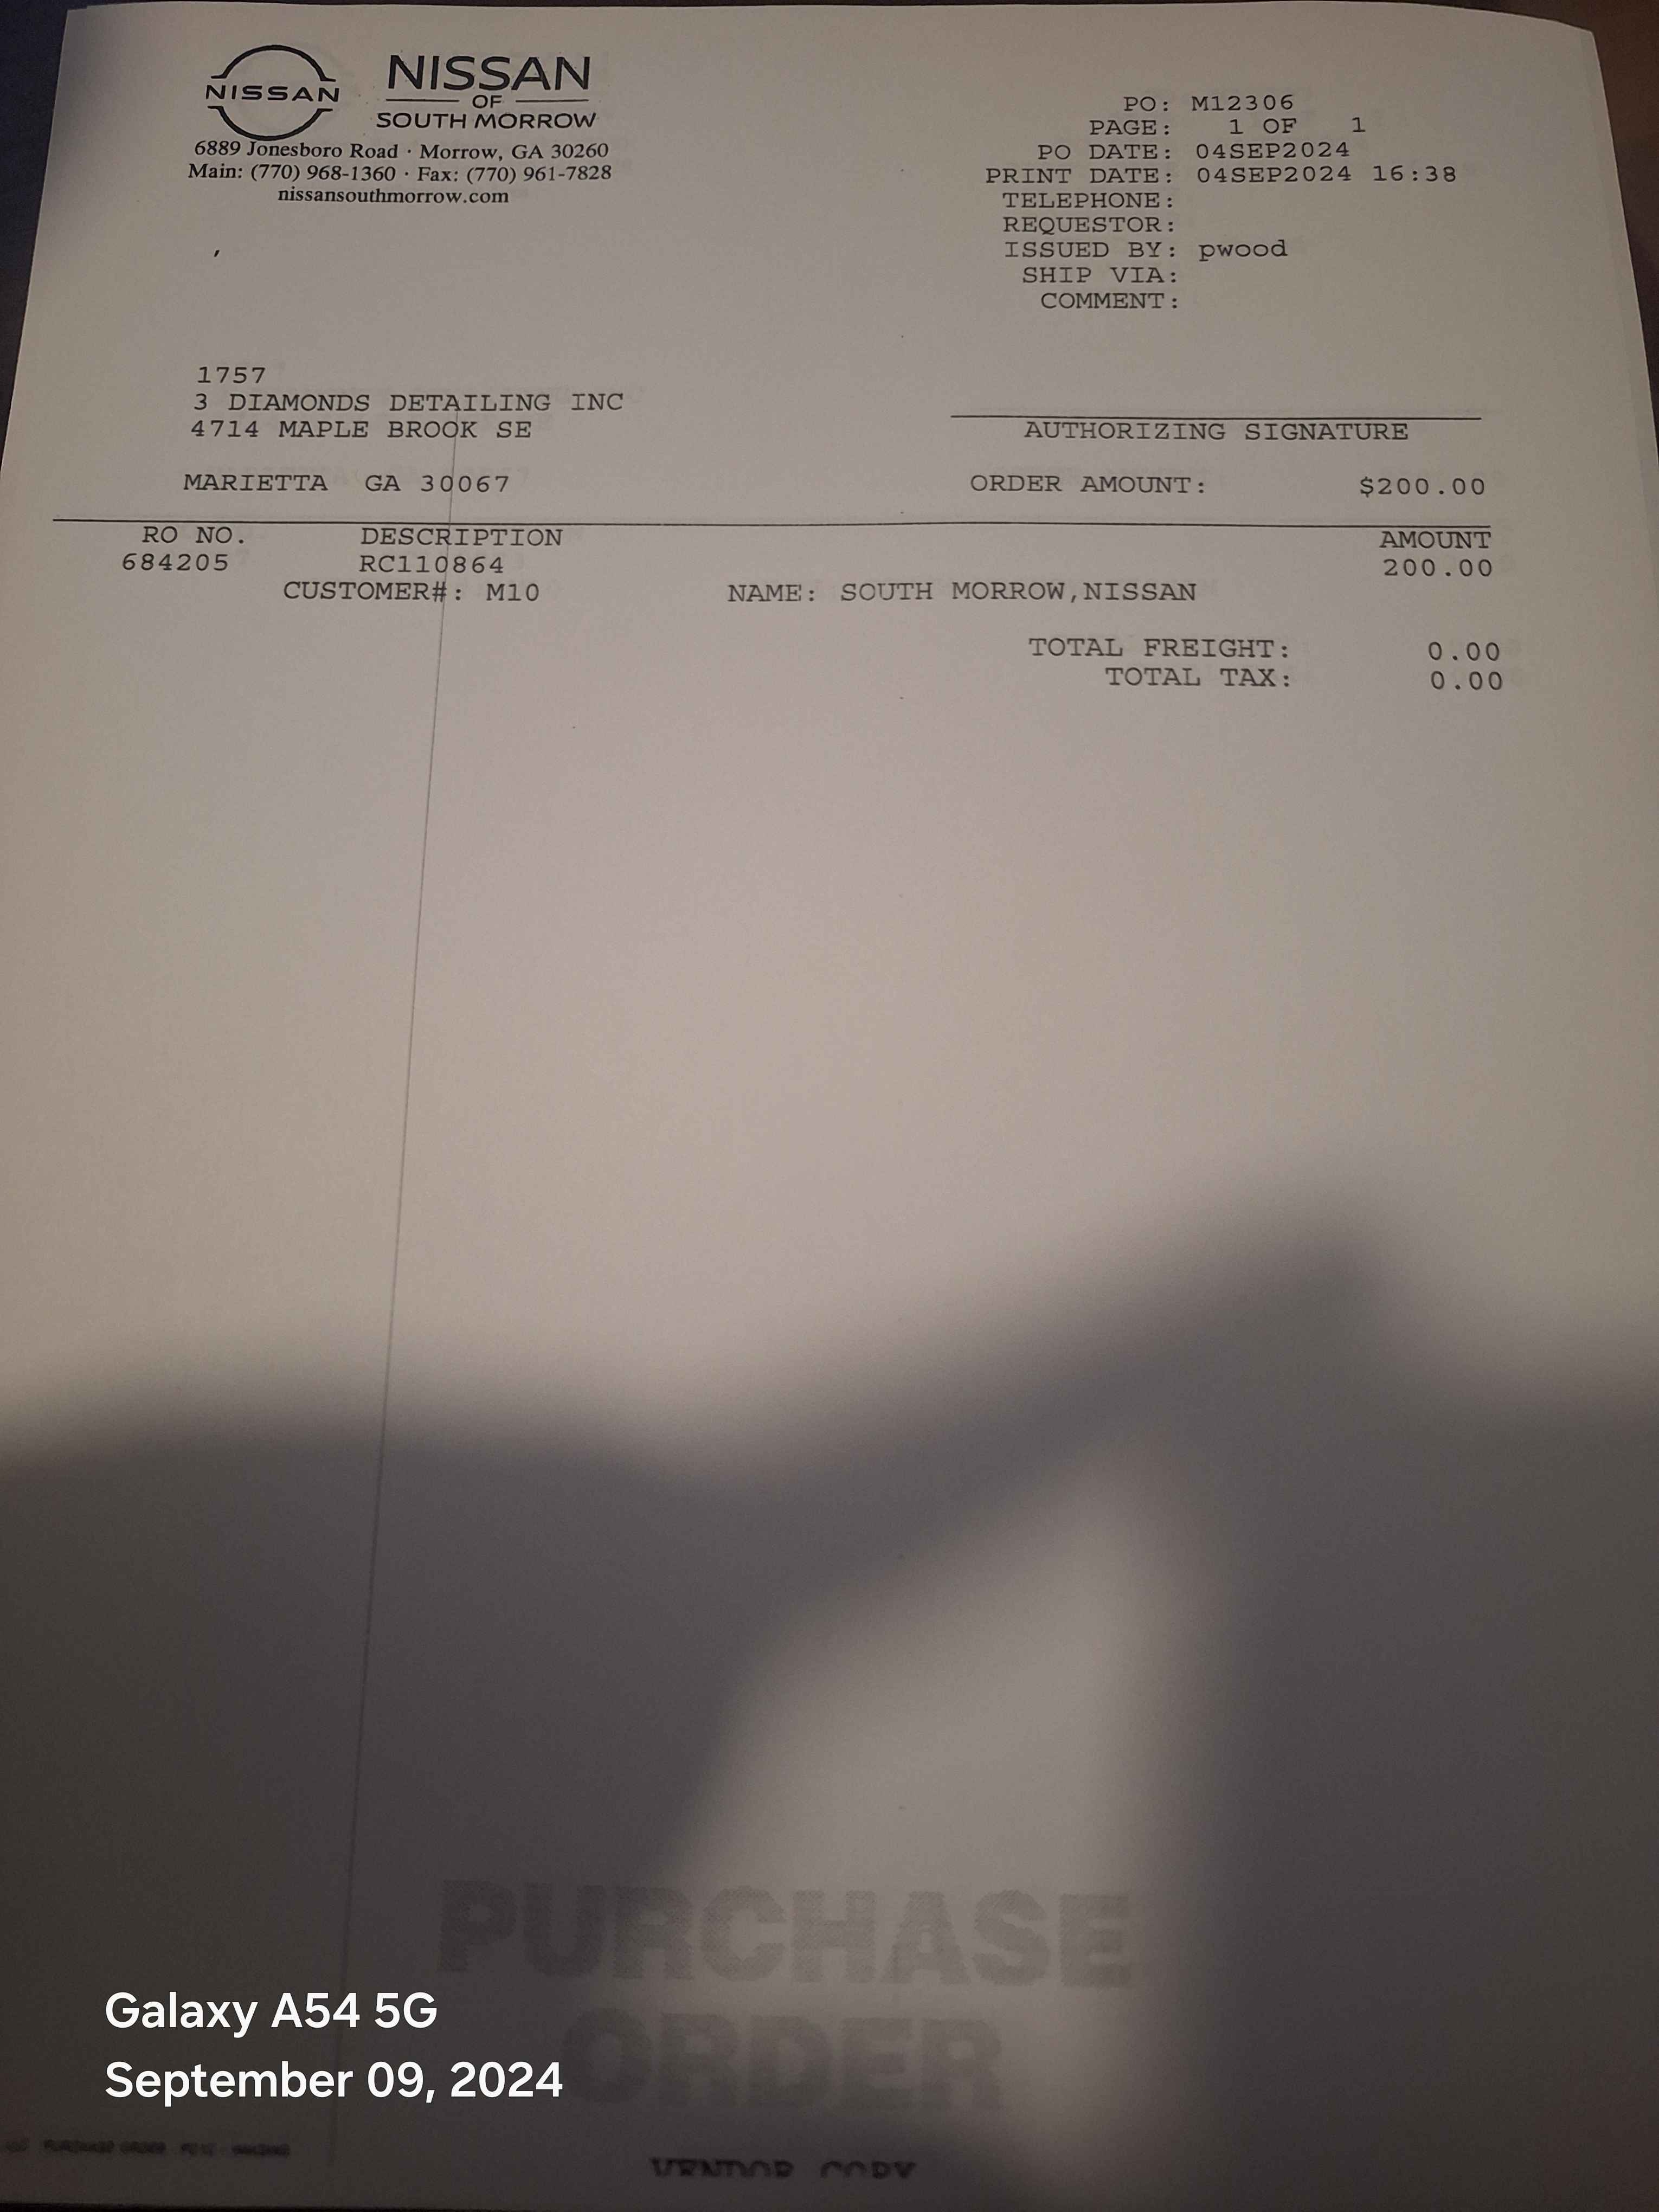 NISSAN
NISSAN
OF
SOUTH MORROW
6889 Jonesboro Road · Morrow, GA 30260
Main: (770) 968-1360 · Fax: (770) 961-7828
nissansouthmorrow.com
PO: M12306
PAGE: 1 OF 1
PO DATE: 04SEP2024
PRINT DATE: 04SEP2024 16:38
TELEPHONE:
REQUESTOR:
ISSUED BY: pwood
SHIP VIA:
COMMENT:
1757
3 DIAMONDS DETAILING INC
4714 MAPLE BROOK SE
MARIETTA GA 30067
AUTHORIZING SIGNATURE
ORDER AMOUNT: $200.00
RO NO. DESCRIPTION AMOUNT
684205 RC110864 200.00
CUSTOMER#: M10 NAME: SOUTH MORROW,NISSAN
TOTAL FREIGHT: 0.00
TOTAL TAX: 0.00
PURCHASE
ORDER
Galaxy A54 5G
September 09, 2024
PURCHASE ORDER
VENDOR COPY